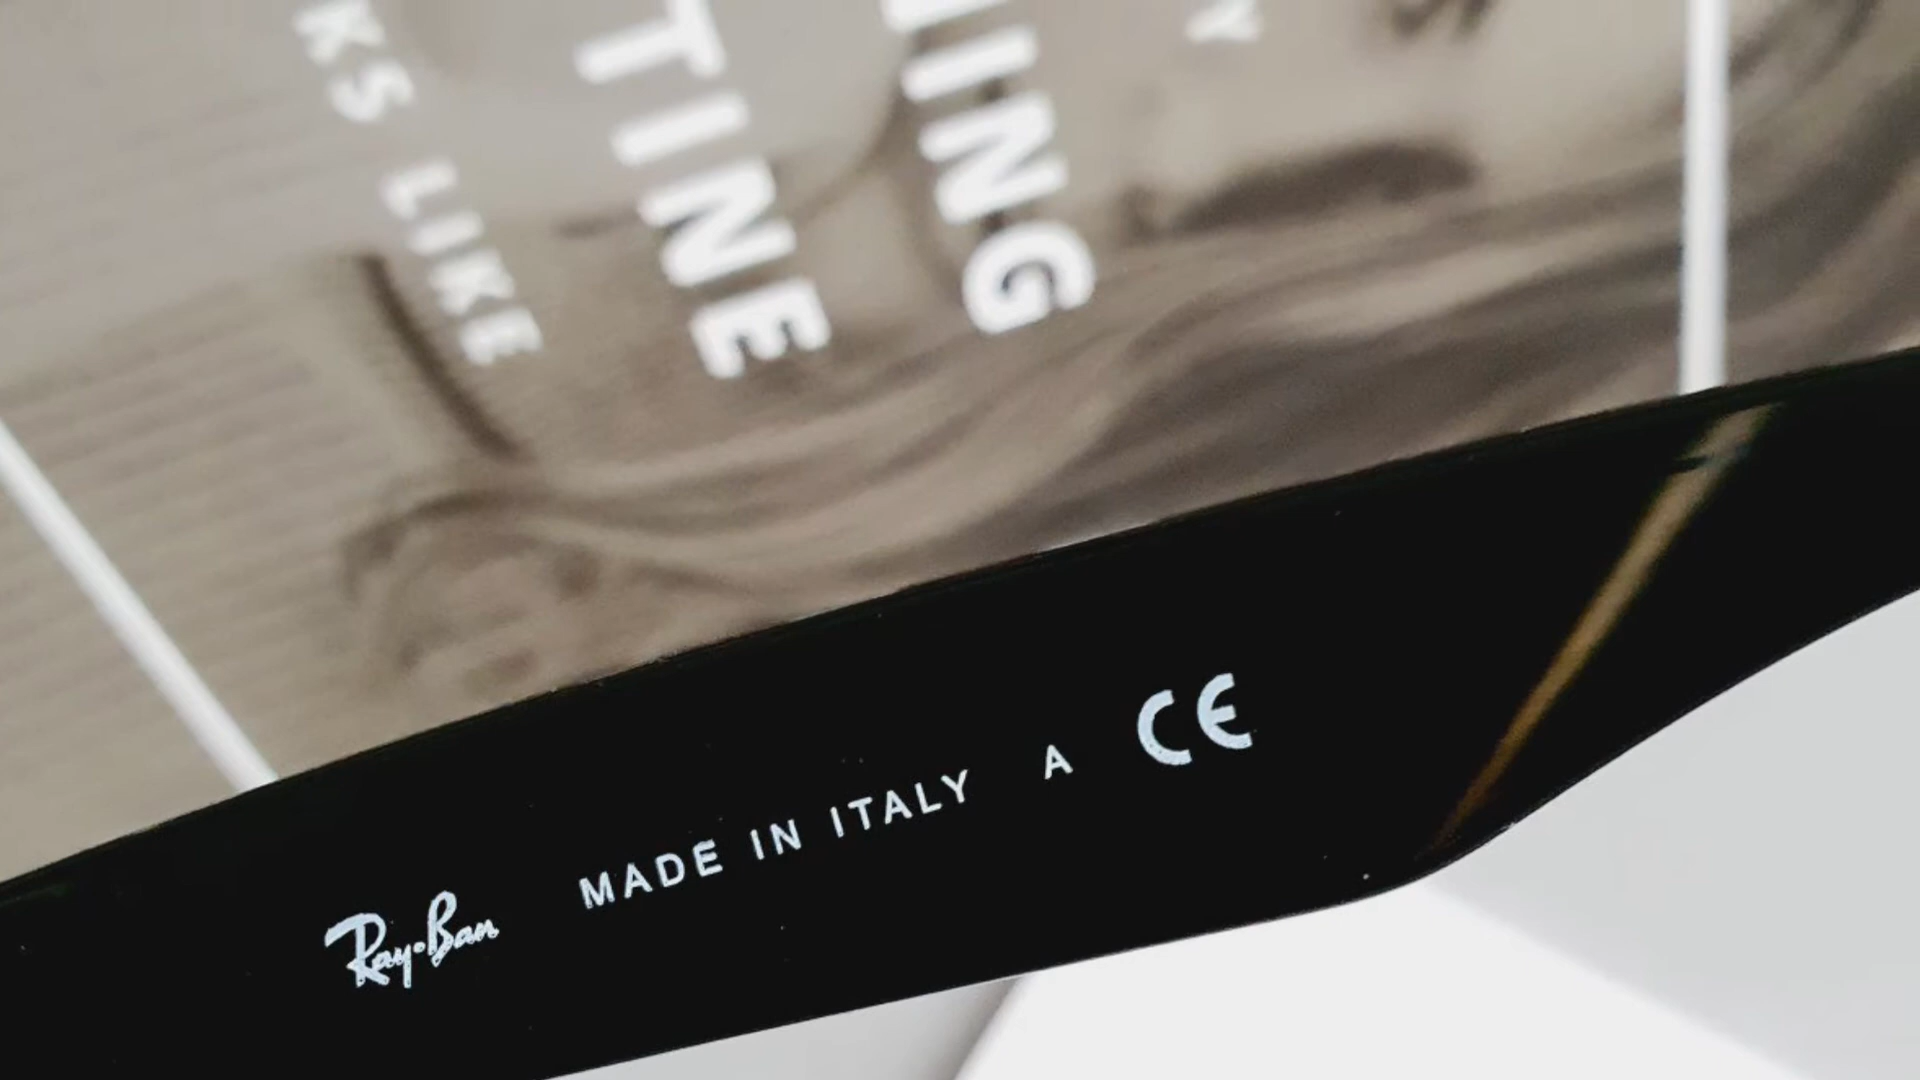 KS LIKE
TINE
ING
Y
Ray-Ban MADE IN ITALY A CE